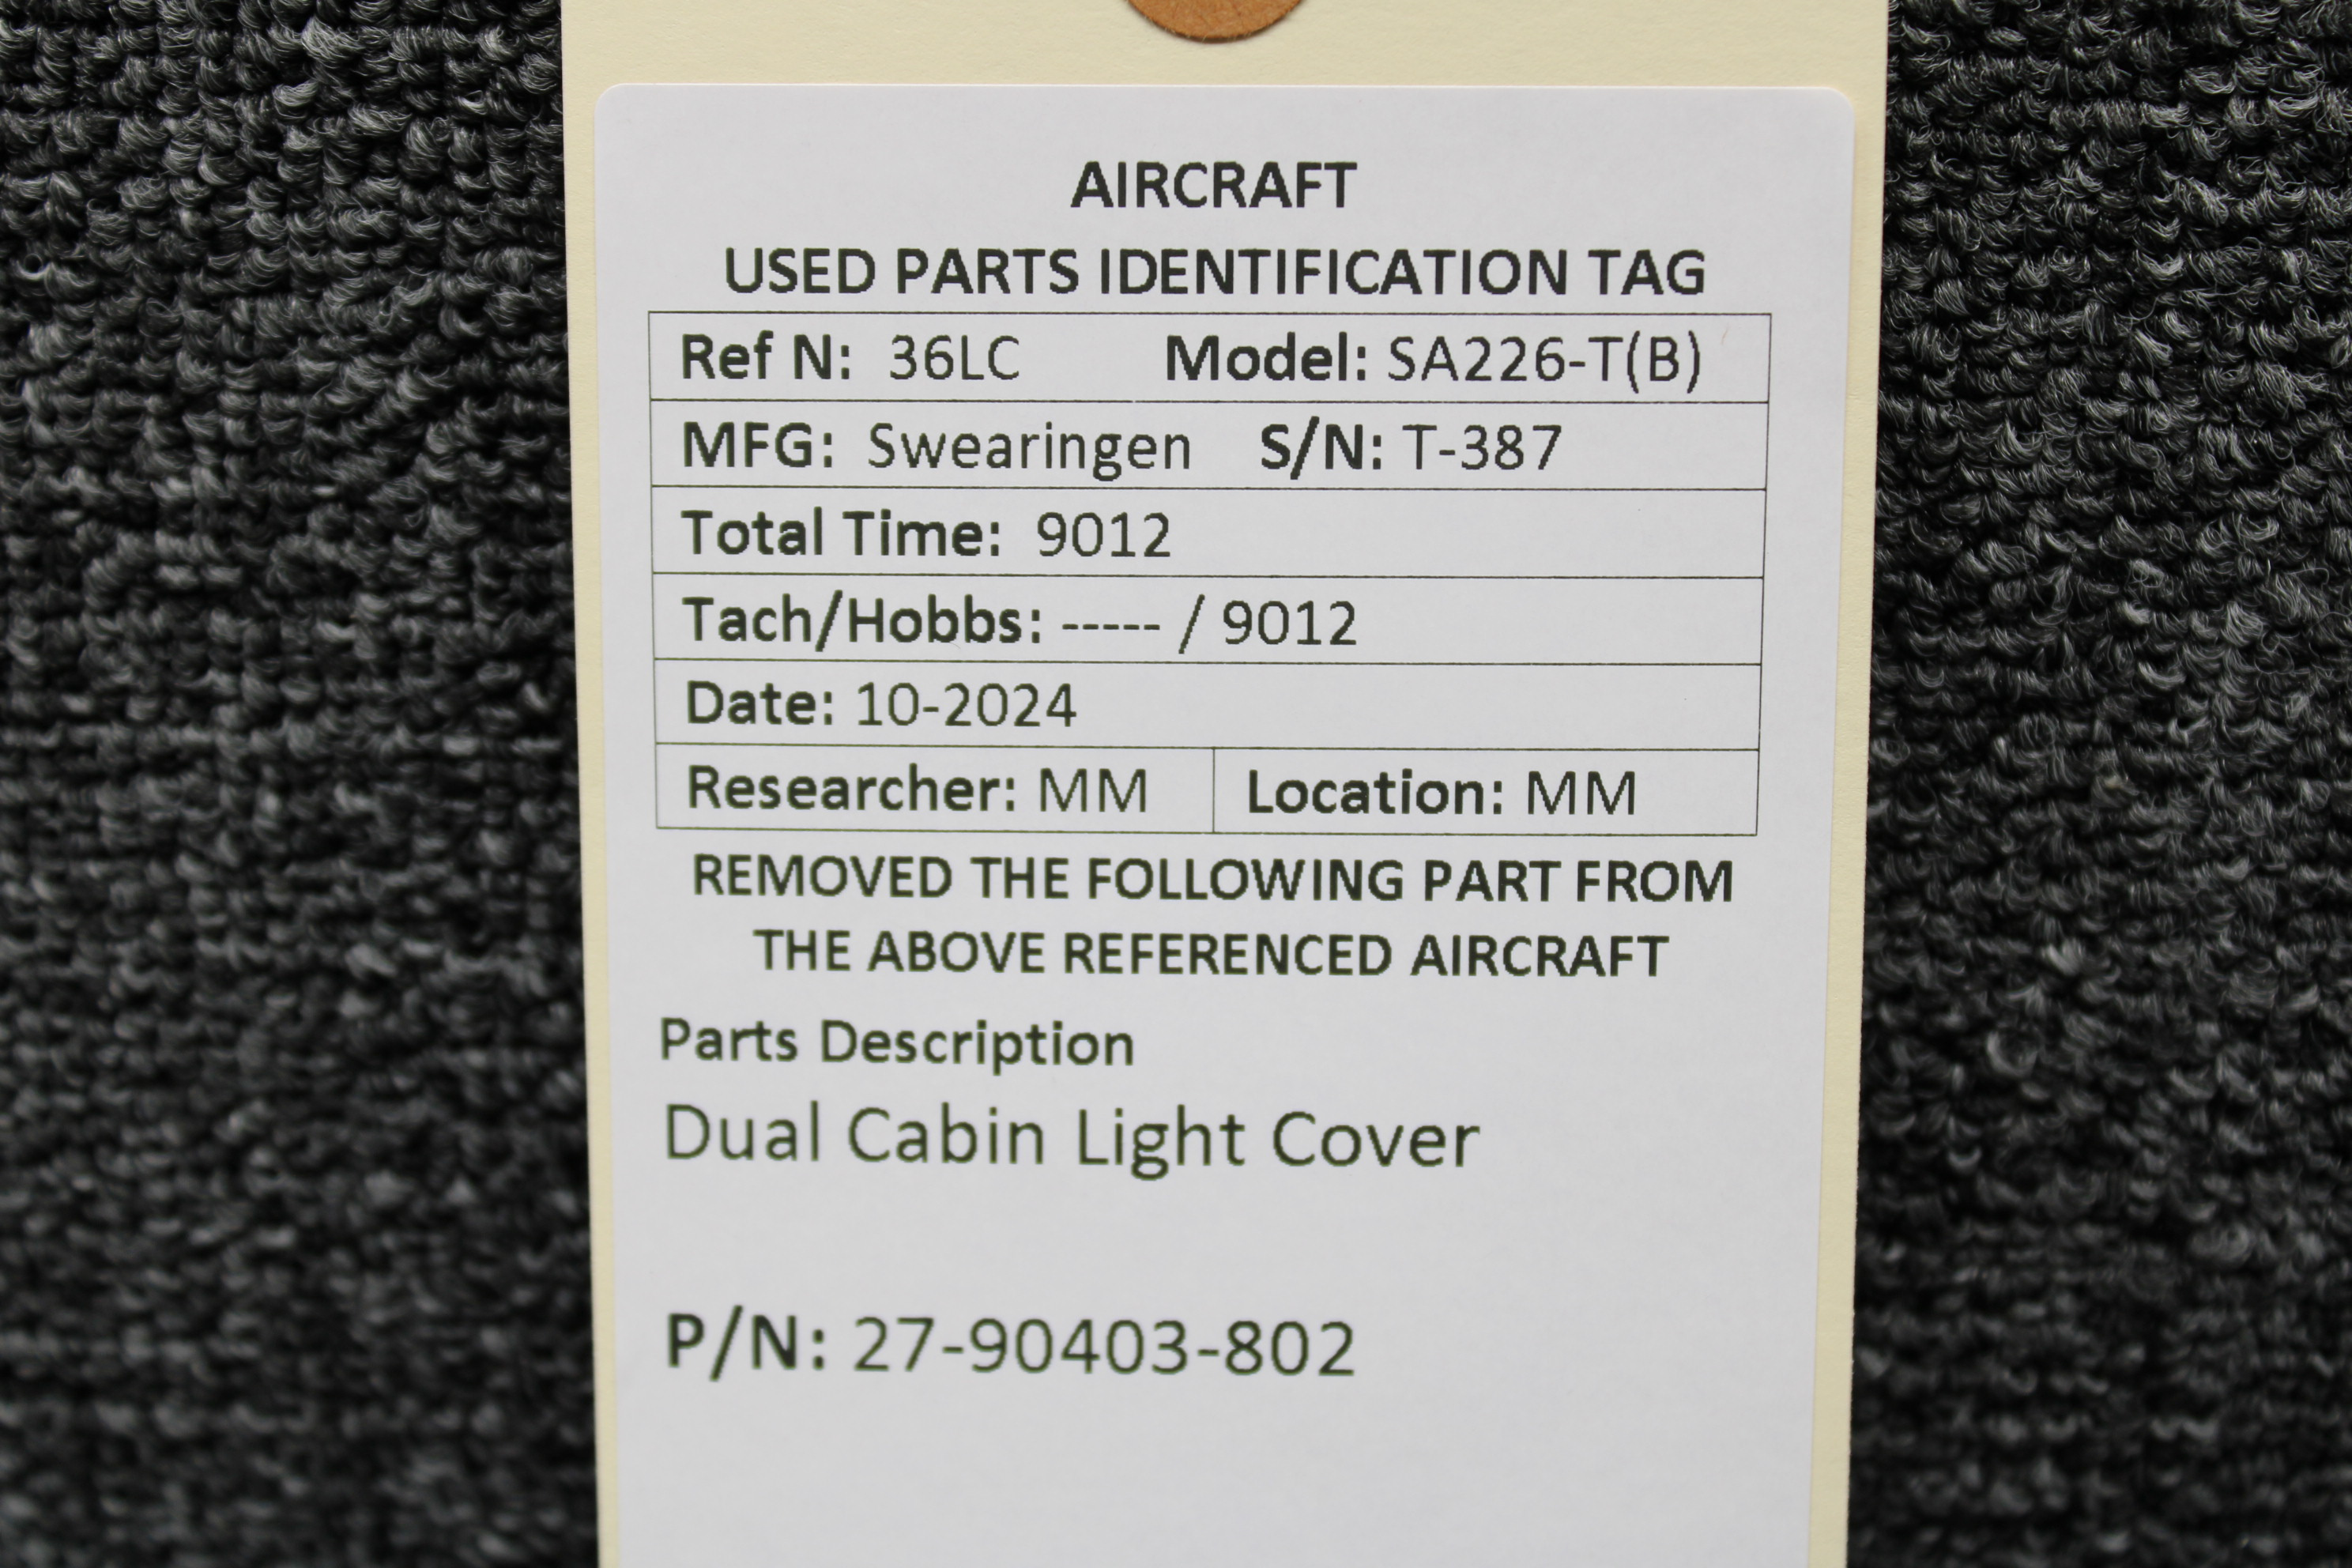 AIRCRAFT
USED PARTS IDENTIFICATION TAG
Ref N: 36LC Model: SA226-T(B)
MFG: Swearingen S/N: T-387
Total Time: 9012
Tach/Hobbs: ----- / 9012
Date: 10-2024
Researcher: MM Location: MM
REMOVED THE FOLLOWING PART FROM
THE ABOVE REFERENCED AIRCRAFT
Parts Description
Dual Cabin Light Cover
P/N: 27-90403-802